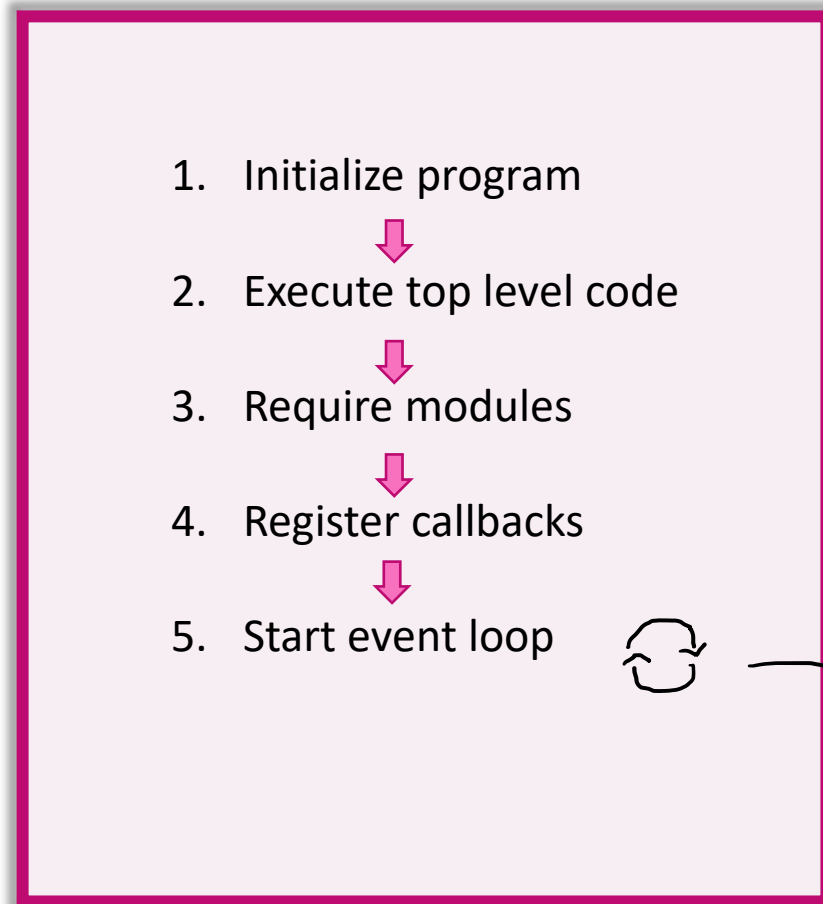 1. Initialize program
2. Execute top level code
3. Require modules
4. Register callbacks
5. Start event loop